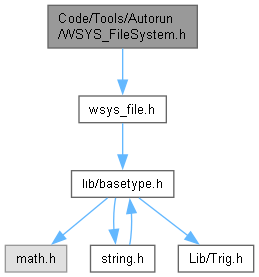 Code/Tools/Autorun
/WSYS_FileSystem.h
wsys_file.h
lib/basetype.h
math.h
string.h
Lib/Trig.h